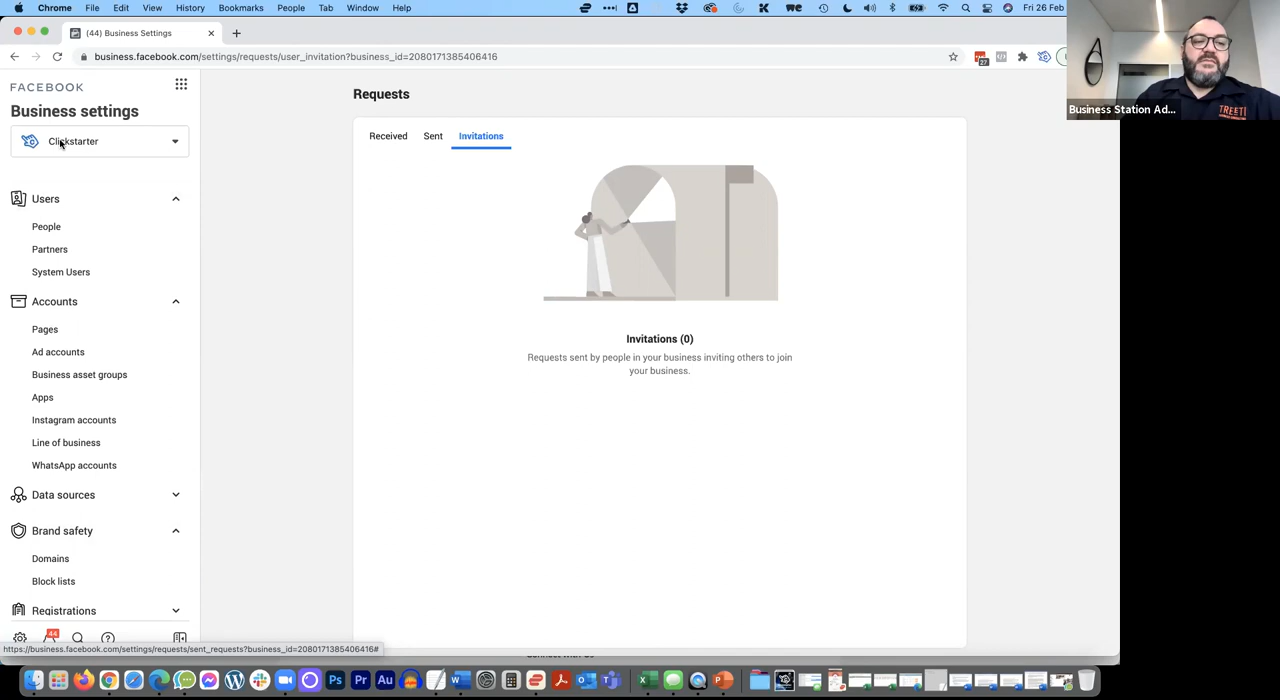 Chrome File Edit View History Bookmarks People Tab Window Help
Fri 26 Feb
(44) Business Settings
business.facebook.com/settings/requests/user_invitation?business_id=2080171385406416
27
FACEBOOK
Business settings
Clickstarter
Users
People
Partners
System Users
Accounts
Pages
Ad accounts
Business asset groups
Apps
Instagram accounts
Line of business
WhatsApp accounts
Data sources
Brand safety
Domains
Block lists
Registrations
44
https://business.facebook.com/settings/requests/sent_requests?business_id=2080171385406416#
Requests
Received Sent Invitations
Invitations (0)
Requests sent by people in your business inviting others to join
your business.
Business Station Ad...
TREETI